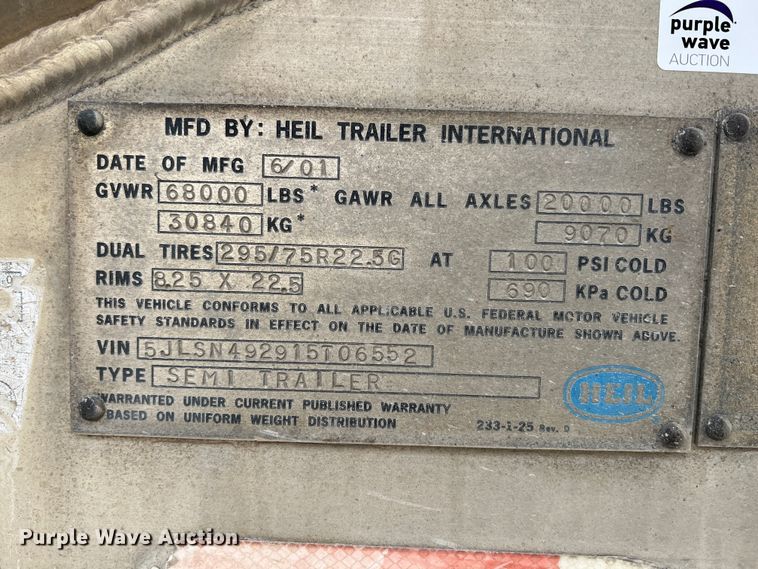 purple
wave
AUCTION
MFD BY: HEIL TRAILER INTERNATIONAL
DATE OF MFG 6/01
GVWR 68000 LBS* GAWR ALL AXLES 20000 LBS
30840 KG* 9070 KG
DUAL TIRES 295/75R22.5G AT 100 PSI COLD
RIMS 8.25 X 22.5 690 KPa COLD
THIS VEHICLE CONFORMS TO ALL APPLICABLE U.S. FEDERAL MOTOR VEHICLE
SAFETY STANDARDS IN EFFECT ON THE DATE OF MANUFACTURE SHOWN ABOVE.
VIN 5JLSN492915T06552
TYPE SEMI TRAILER
HEIL
WARRANTED UNDER CURRENT PUBLISHED WARRANTY
*BASED ON UNIFORM WEIGHT DISTRIBUTION 233-1-25 Rev. D
Purple Wave Auction
Purple Wave Auction